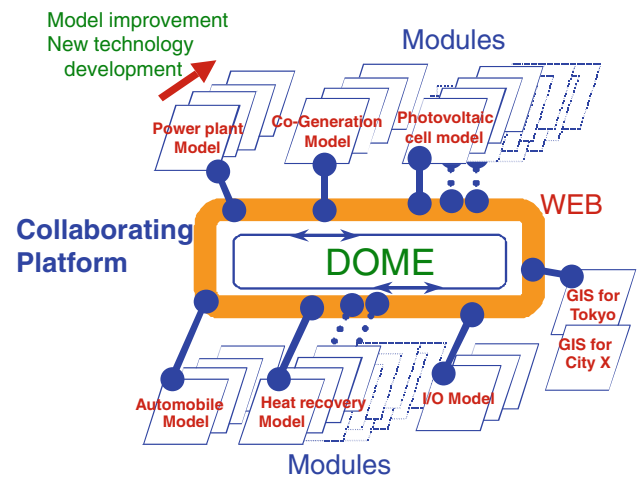 Model improvement
New technology
development
Modules
Power plant
Model
Co-Generation
Model
Photovoltaic
cell model
WEB
Collaborating
Platform
DOME
GIS for
Tokyo
GIS for
City X
Automobile
Model
Heat recovery
Model
I/O Model
Modules